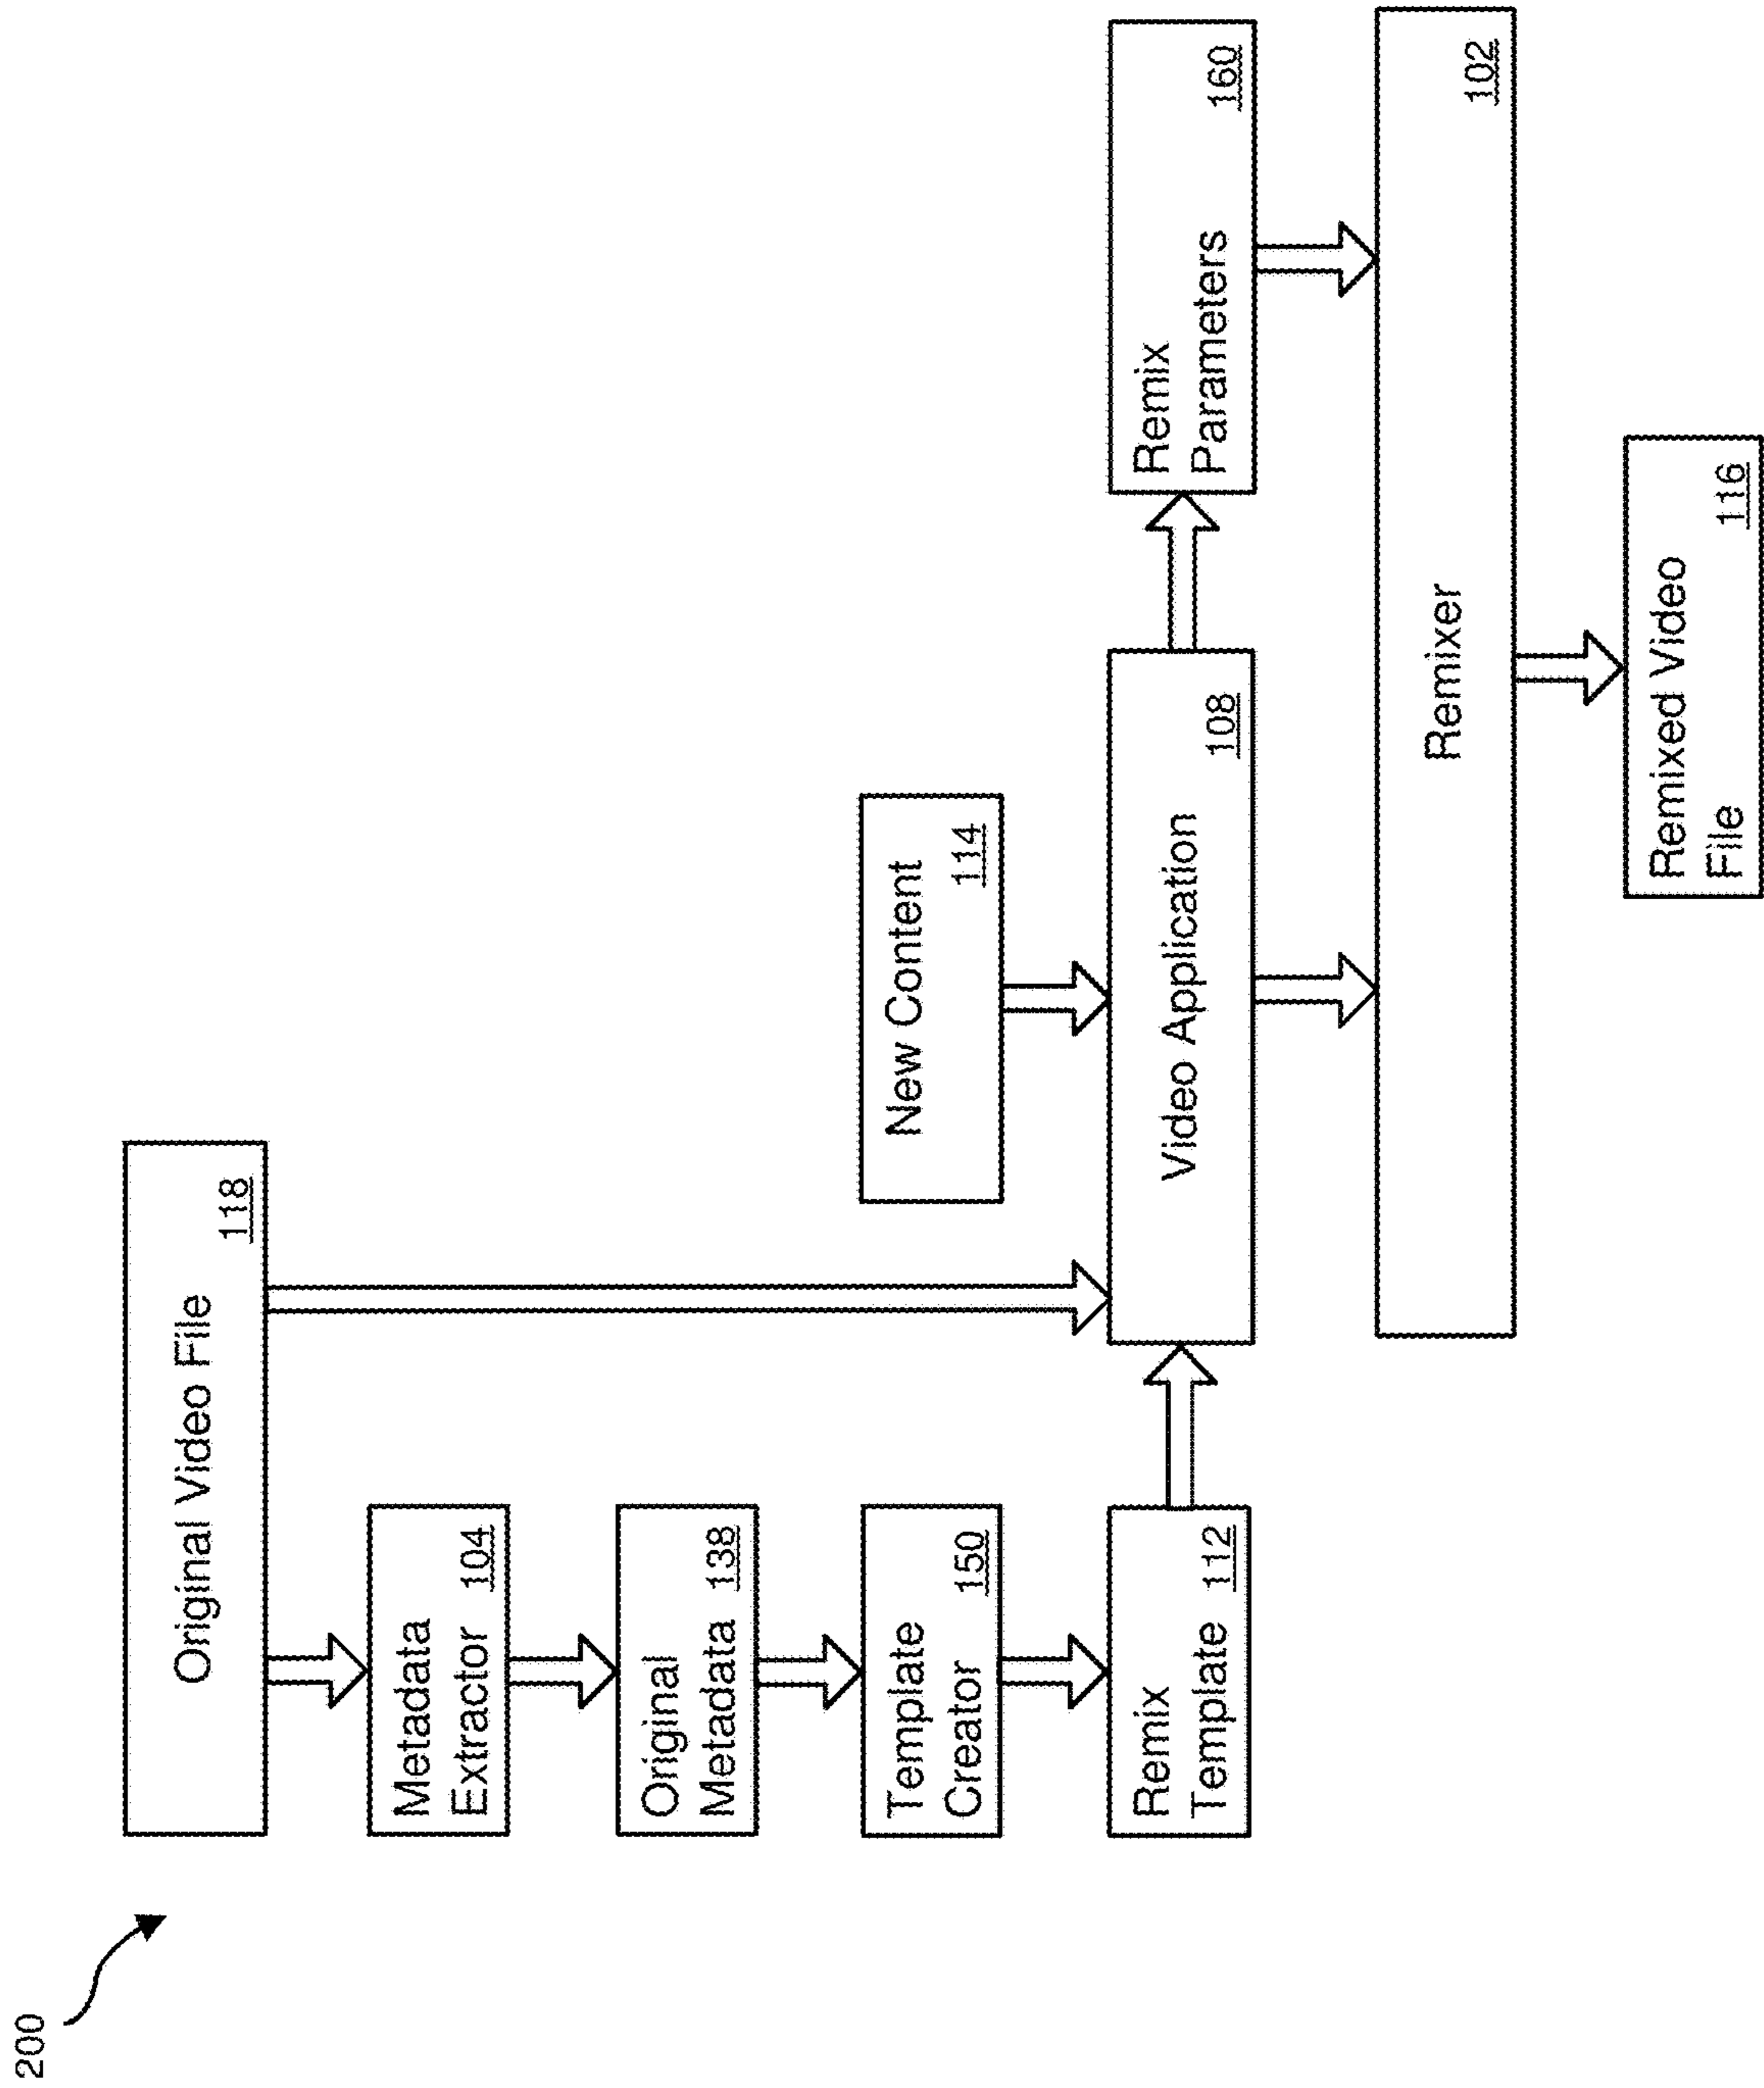 200
Original Video File
118
Metadata
Extractor 104
Original
Metadata 138
Template
Creator 150
Remix
Template 112
New Content
114
Video Application
108
Remix
Parameters 160
Remixer
102
Remixed Video
File 116